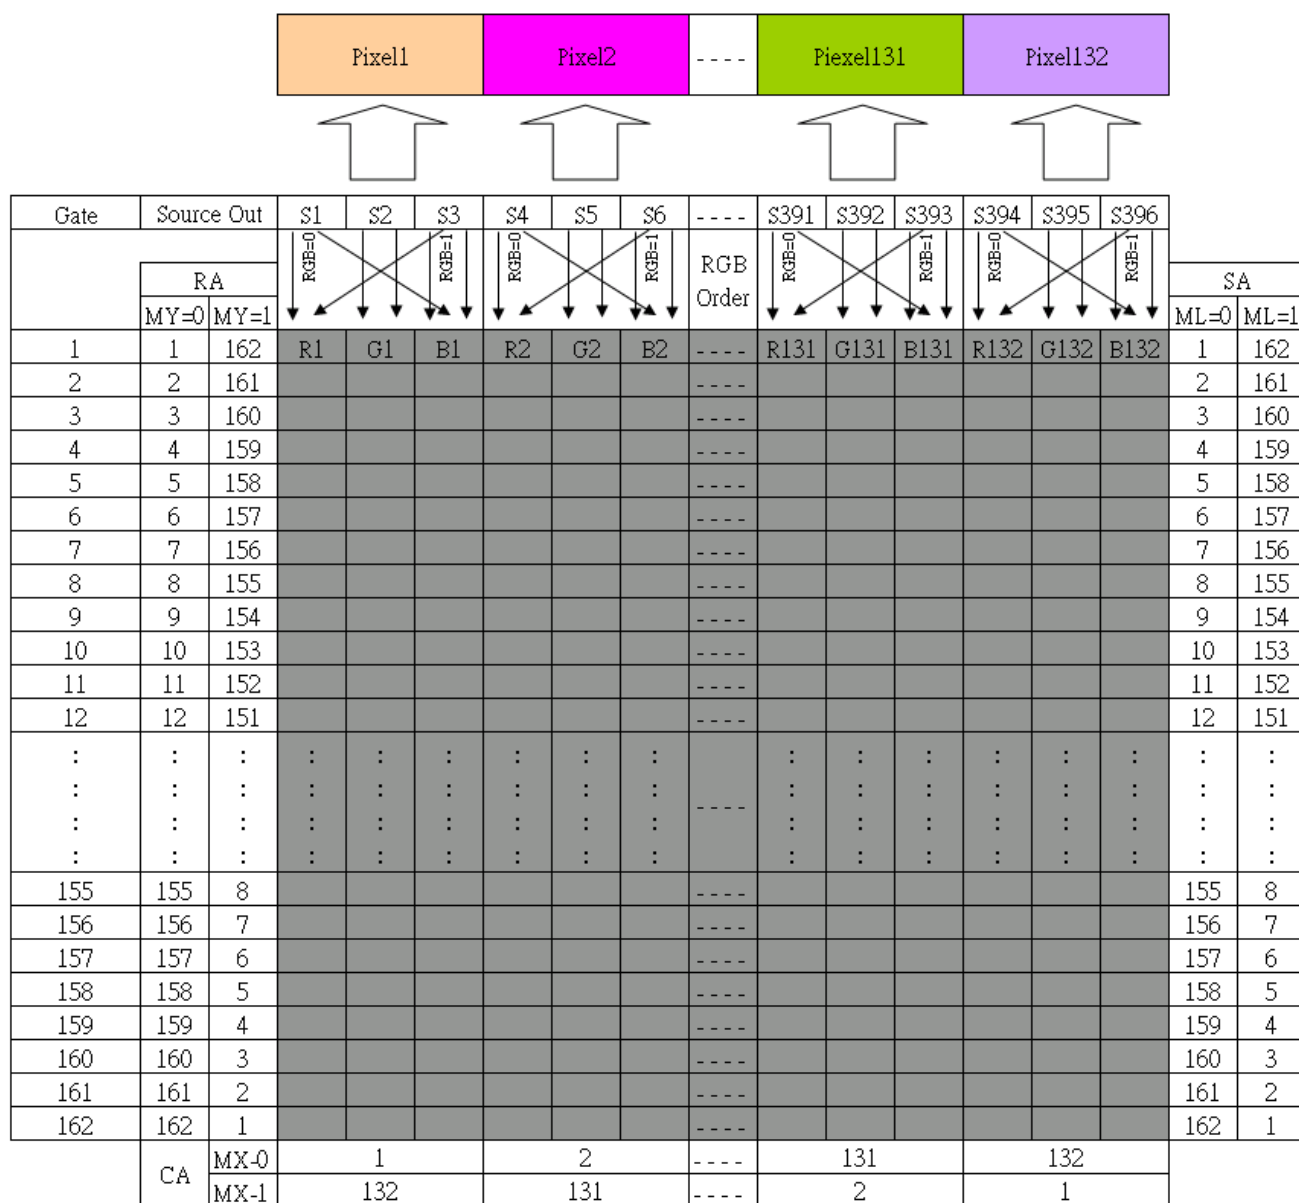 Pixel1 Pixel2 ---- Piexel131 Pixel132
Gate Source Out S1 S2 S3 S4 S5 S6 ---- S391 S392 S393 S394 S395 S396
RGB=0 RGB=1 RGB=0 RGB=1 RGB=0 RGB=1 RGB=0 RGB=1
RA RGB SA
MY=0 MY=1 Order ML=0 ML=1
1 1 162 R1 G1 B1 R2 G2 B2 ---- R131 G131 B131 R132 G132 B132 1 162
2 2 161 ---- 2 161
3 3 160 ---- 3 160
4 4 159 ---- 4 159
5 5 158 ---- 5 158
6 6 157 ---- 6 157
7 7 156 ---- 7 156
8 8 155 ---- 8 155
9 9 154 ---- 9 154
10 10 153 ---- 10 153
11 11 152 ---- 11 152
12 12 151 ---- 12 151
: : : : : : : : : : : : : : : : :
: : : : : : : : : : : : : : : : :
----
: : : : : : : : : : : : : : : : :
: : : : : : : : : : : : : : : : :
155 155 8 ---- 155 8
156 156 7 ---- 156 7
157 157 6 ---- 157 6
158 158 5 ---- 158 5
159 159 4 ---- 159 4
160 160 3 ---- 160 3
161 161 2 ---- 161 2
162 162 1 ---- 162 1
CA MX-0 1 2 ---- 131 132
MX-1 132 131 ---- 2 1